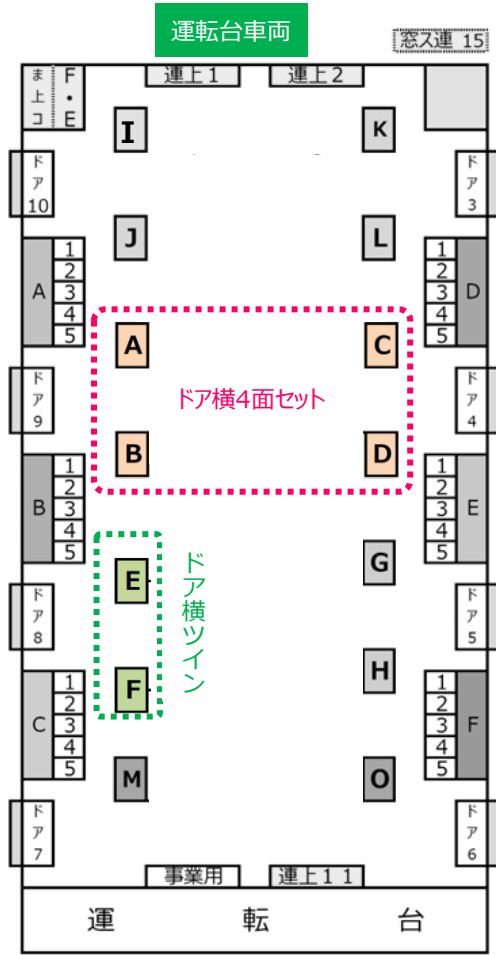 運転台車両
窓ス連 15
ま上コ
F・E
連上1
連上2
I
K
ドア10
ドア3
J
L
A
1
2
3
4
5
1
2
3
4
5
D
A
C
ドア横4面セット
ドア9
ドア4
B
D
B
1
2
3
4
5
1
2
3
4
5
E
E
ドア横ツイン
G
ドア8
ドア5
F
H
C
1
2
3
4
5
1
2
3
4
5
F
M
O
ドア7
ドア6
事業用
連上11
運 転 台